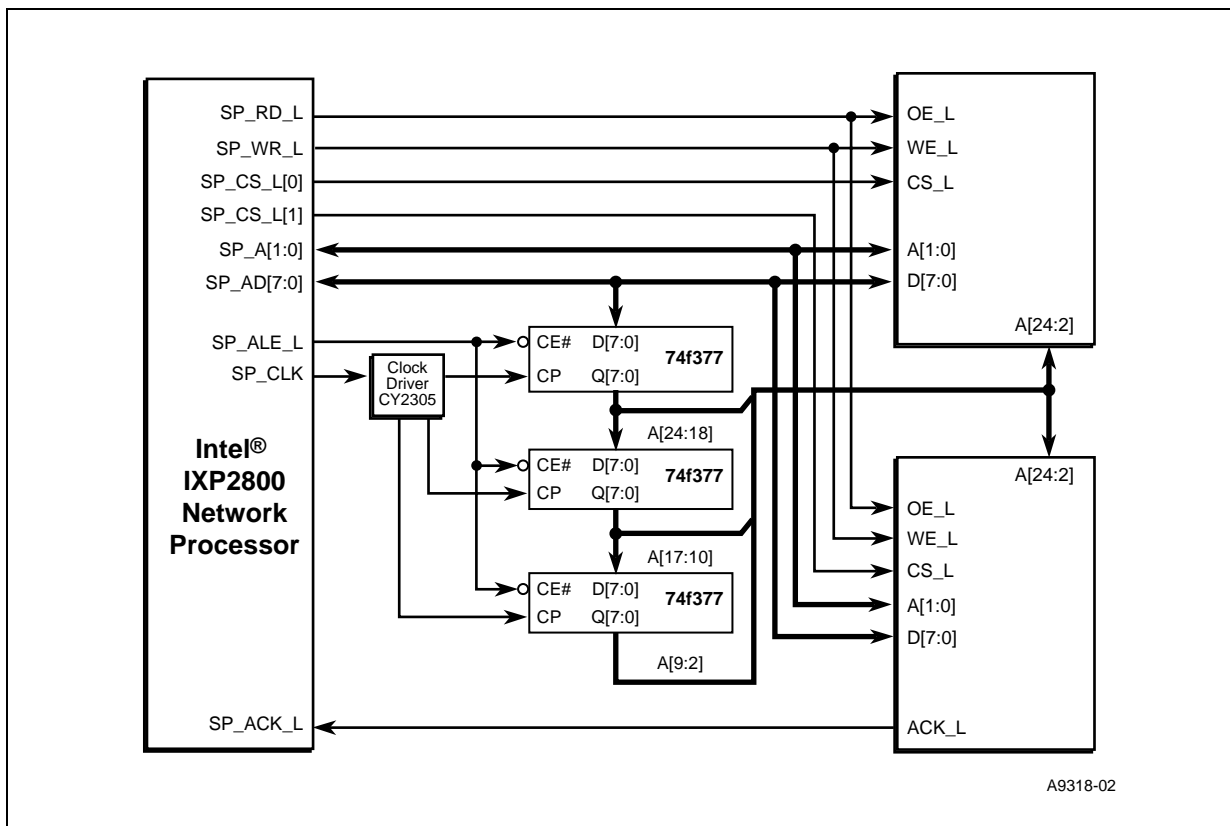 SP_RD_L
SP_WR_L
SP_CS_L[0]
SP_CS_L[1]
SP_A[1:0]
SP_AD[7:0]
SP_ALE_L
SP_CLK
Intel®
IXP2800
Network
Processor
SP_ACK_L
Clock
Driver
CY2305
CE# D[7:0]
74f377
CP Q[7:0]
A[24:18]
CE# D[7:0]
74f377
CP Q[7:0]
A[17:10]
CE# D[7:0]
74f377
CP Q[7:0]
A[9:2]
OE_L
WE_L
CS_L
A[1:0]
D[7:0]
A[24:2]
A[24:2]
OE_L
WE_L
CS_L
A[1:0]
D[7:0]
ACK_L
A9318-02